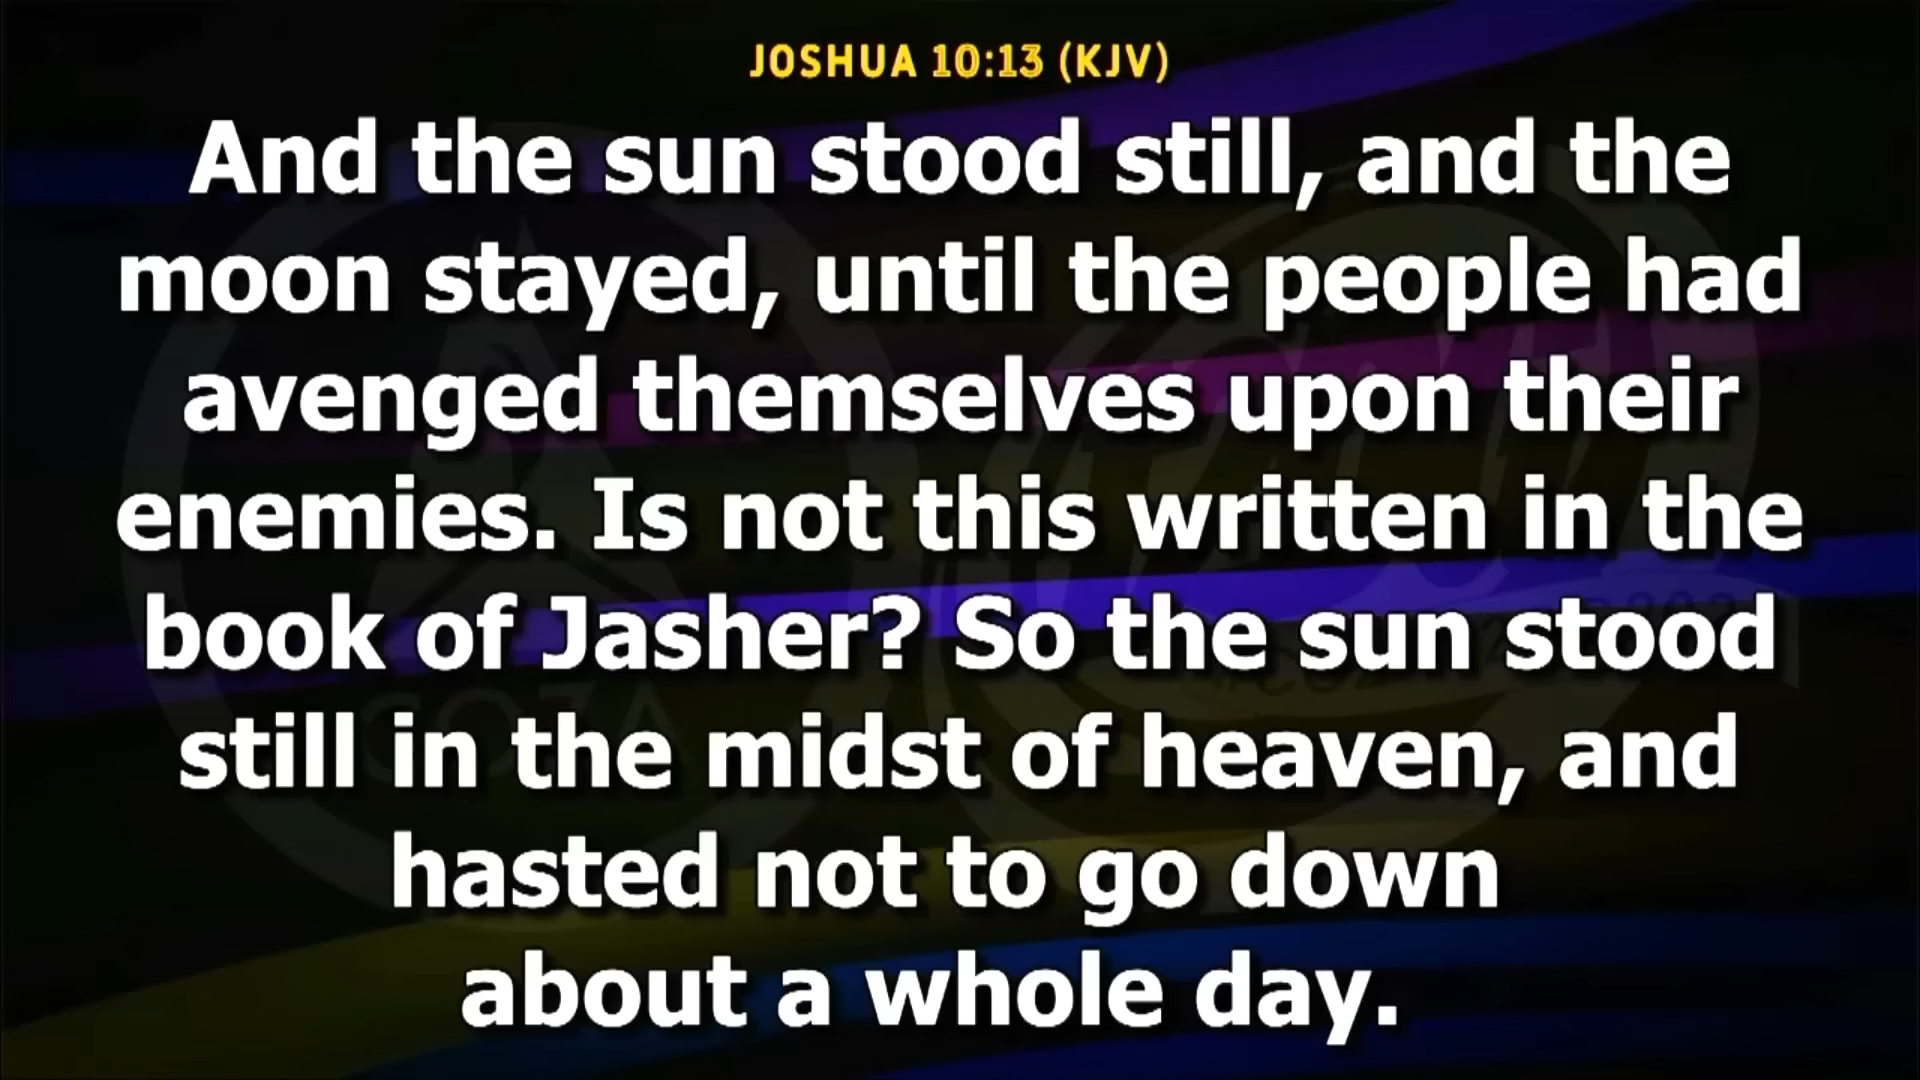 JOSHUA 10:13 (KJV)
And the sun stood still, and the
moon stayed, until the people had
avenged themselves upon their
enemies. Is not this written in the
book of Jasher? So the sun stood
still in the midst of heaven, and
hasted not to go down
about a whole day.
COZA